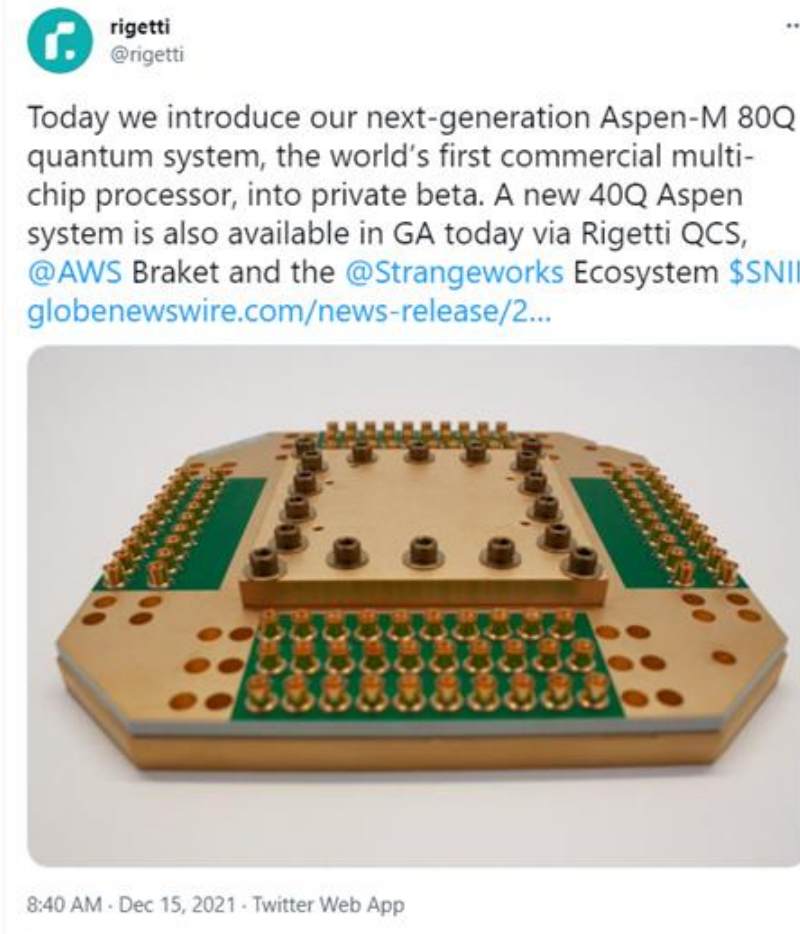 rigetti
@rigetti
Today we introduce our next-generation Aspen-M 80Q
quantum system, the world's first commercial multi-
chip processor, into private beta. A new 40Q Aspen
system is also available in GA today via Rigetti QCS,
@AWS Braket and the @Strangeworks Ecosystem $SNII
globenewswire.com/news-release/2...
8:40 AM · Dec 15, 2021 · Twitter Web App